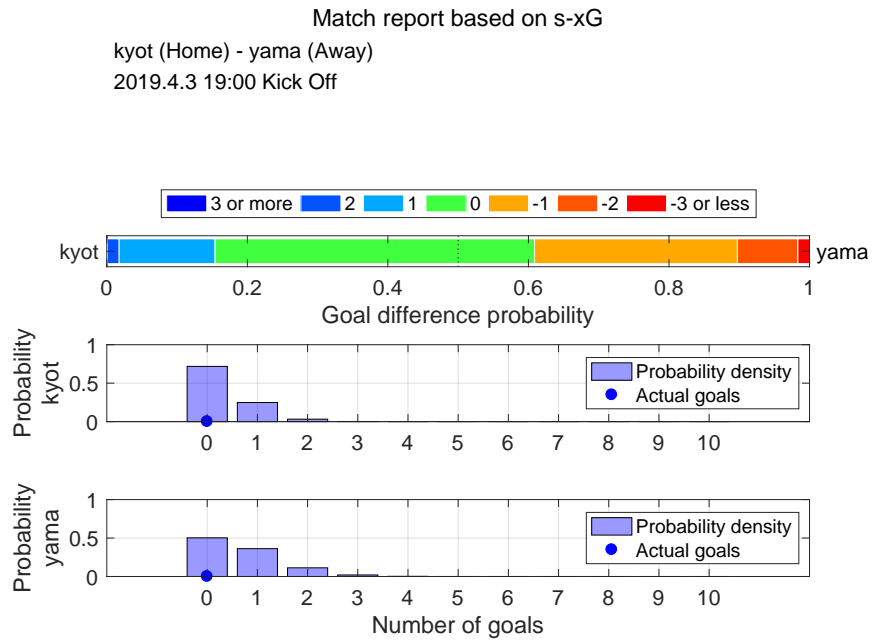 Match report based on s-xG
kyot (Home) - yama (Away)
2019.4.3 19:00 Kick Off
3 or more 2 1 0 -1 -2 -3 or less
kyot yama
0 0.2 0.4 0.6 0.8 1
Goal difference probability
Probability
kyot
1
0.5
0
Probability density
Actual goals
0 1 2 3 4 5 6 7 8 9 10
Probability
yama
1
0.5
0
Probability density
Actual goals
0 1 2 3 4 5 6 7 8 9 10
Number of goals